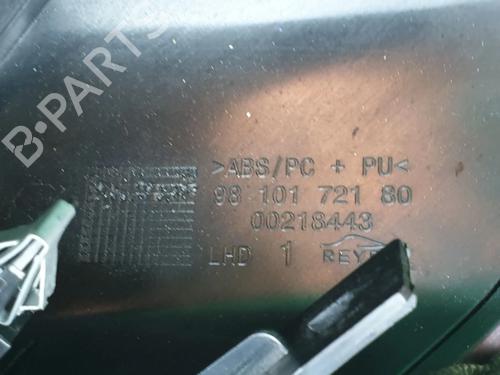 B-PARTS
>ABS/PC + PU<
98 101 721 80
00218443
LHD 1